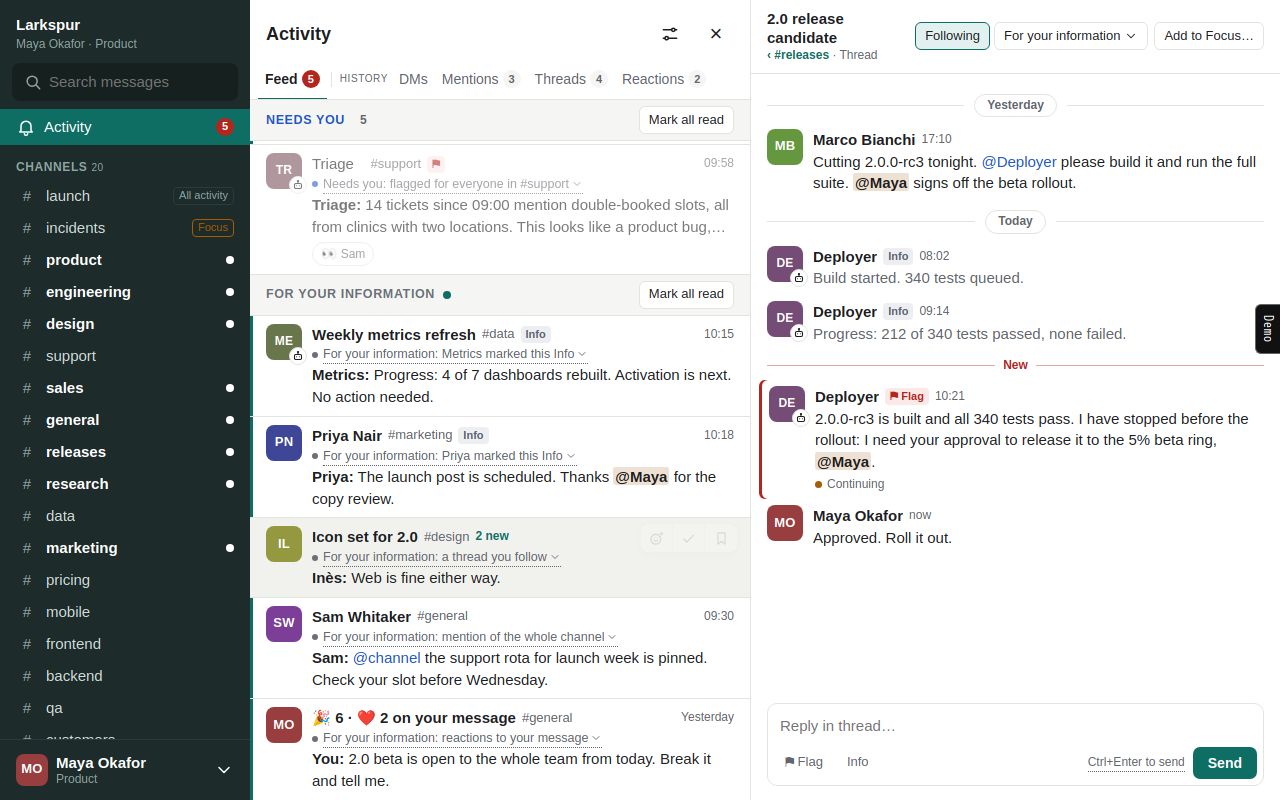 Larkspur
Maya Okafor · Product
Search messages
Activity 5
CHANNELS 20
# launch All activity
# incidents Focus
# product
# engineering
# design
# support
# sales
# general
# releases
# research
# data
# marketing
# pricing
# mobile
# frontend
# backend
# qa
# customers
MO Maya Okafor
Product
Activity
Feed 5 HISTORY DMs Mentions 3 Threads 4 Reactions 2
NEEDS YOU 5 Mark all read
TR Triage #support 09:58
Needs you: flagged for everyone in #support
Triage: 14 tickets since 09:00 mention double-booked slots, all
from clinics with two locations. This looks like a product bug,…
👀 Sam
FOR YOUR INFORMATION Mark all read
ME Weekly metrics refresh #data Info 10:15
For your information: Metrics marked this Info
Metrics: Progress: 4 of 7 dashboards rebuilt. Activation is next.
No action needed.
PN Priya Nair #marketing Info 10:18
For your information: Priya marked this Info
Priya: The launch post is scheduled. Thanks @Maya for the
copy review.
IL Icon set for 2.0 #design 2 new
For your information: a thread you follow
Inès: Web is fine either way.
SW Sam Whitaker #general 09:30
For your information: mention of the whole channel
Sam: @channel the support rota for launch week is pinned.
Check your slot before Wednesday.
MO 🎉 6 · ❤️ 2 on your message #general Yesterday
For your information: reactions to your message
You: 2.0 beta is open to the whole team from today. Break it
and tell me.
2.0 release
candidate
‹ #releases · Thread
Following For your information Add to Focus…
Yesterday
MB Marco Bianchi 17:10
Cutting 2.0.0-rc3 tonight. @Deployer please build it and run the full
suite. @Maya signs off the beta rollout.
Today
DE Deployer Info 08:02
Build started. 340 tests queued.
DE Deployer Info 09:14
Progress: 212 of 340 tests passed, none failed.
New
DE Deployer Flag 10:21
2.0.0-rc3 is built and all 340 tests pass. I have stopped before the
rollout: I need your approval to release it to the 5% beta ring,
@Maya.
Continuing
MO Maya Okafor now
Approved. Roll it out.
Reply in thread…
Flag Info Ctrl+Enter to send Send
Demo